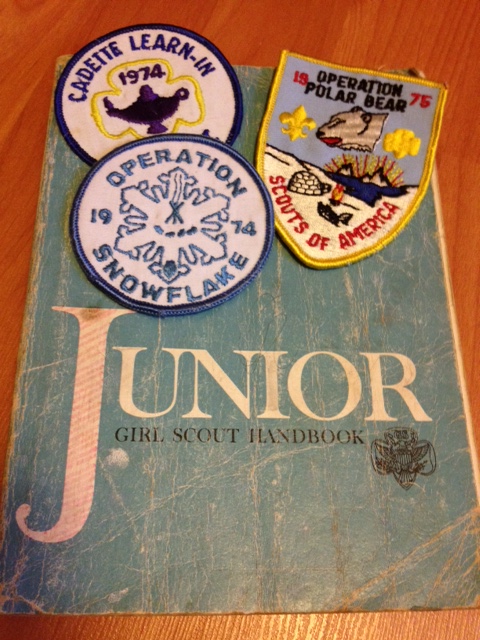 CADETTE LEARN-IN
1974
OPERATION
19 74
SNOWFLAKE
19 75
OPERATION
POLAR BEAR
SCOUTS OF AMERICA
JUNIOR
GIRL SCOUT HANDBOOK